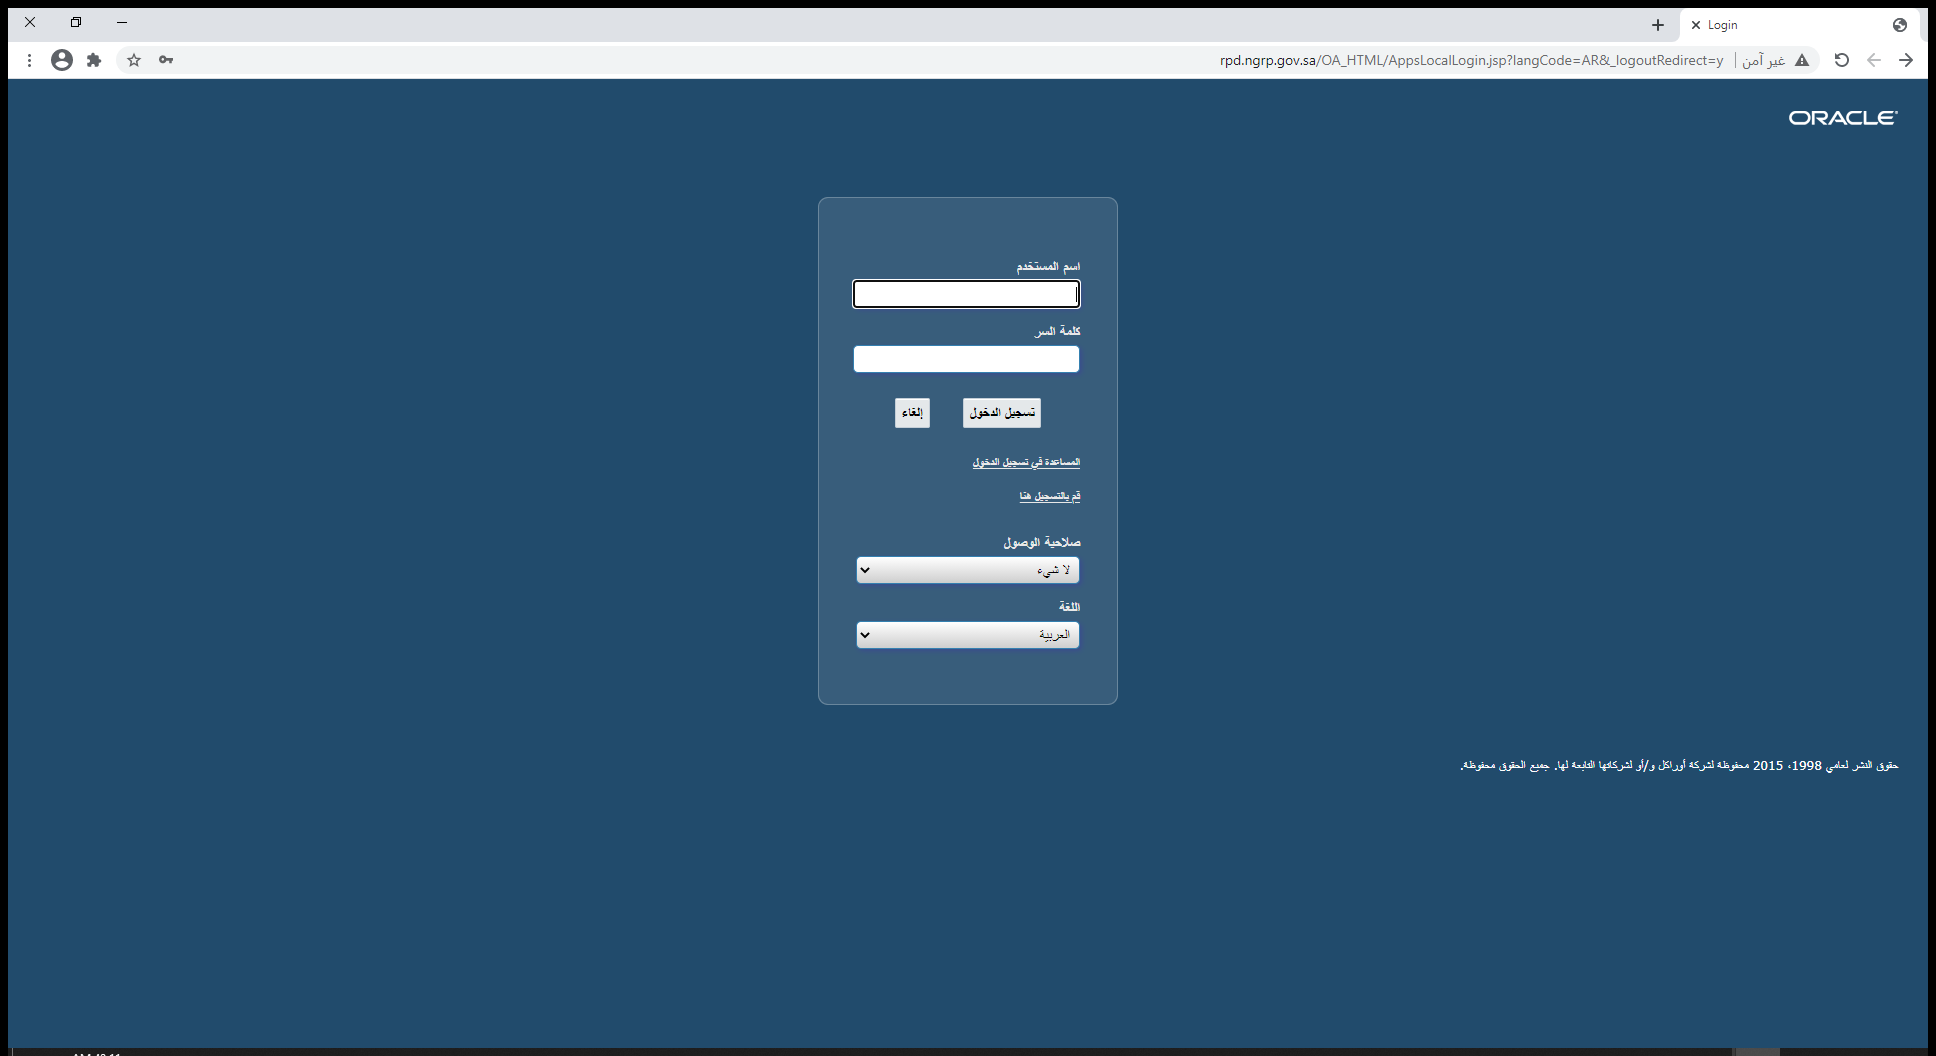 Login
rpd.ngrp.gov.sa/OA_HTML/AppsLocalLogin.jsp?langCode=AR&_logoutRedirect=y
غير آمن
ORACLE
اسم المستخدم
كلمة السر
تسجيل الدخول
إلغاء
المساعدة في تسجيل الدخول
قم بالتسجيل هنا
صلاحية الوصول
لا شيء
اللغة
العربية
حقوق النشر لعامي 1998، 2015 محفوظة لشركة أوراكل و/أو لشركاتها التابعة لها. جميع الحقوق محفوظة.